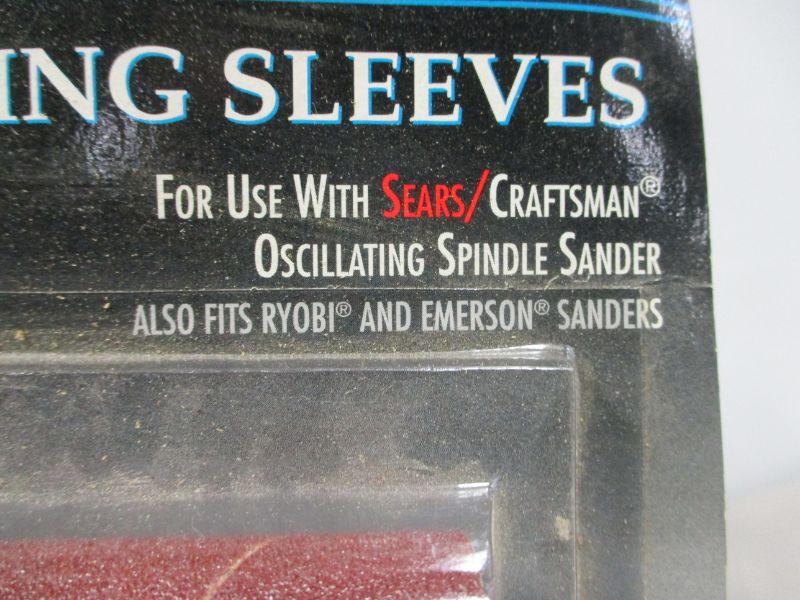 ING SLEEVES
FOR USE WITH SEARS/CRAFTSMAN®
OSCILLATING SPINDLE SANDER
ALSO FITS RYOBI® AND EMERSON® SANDERS